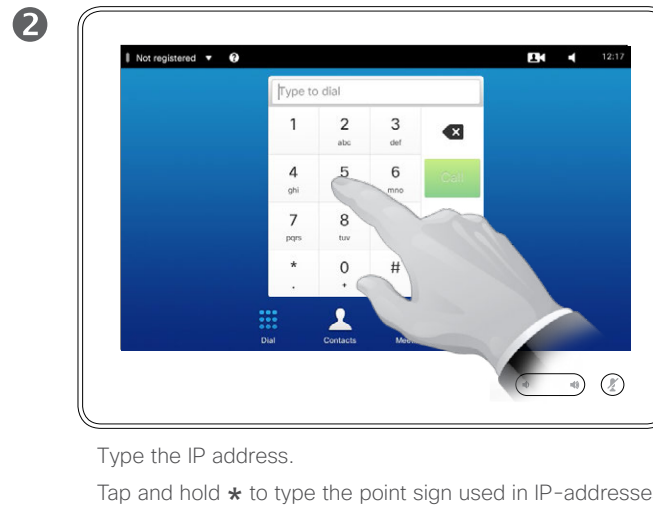 2
Not registered ▼ ? 12:17
Type to dial
1 2 3
abc def
4 5 6
ghi mno
Call
7 8
pqrs tuv
* 0 #
. +
Dial Contacts
Type the IP address.
Tap and hold * to type the point sign used in IP-addresse